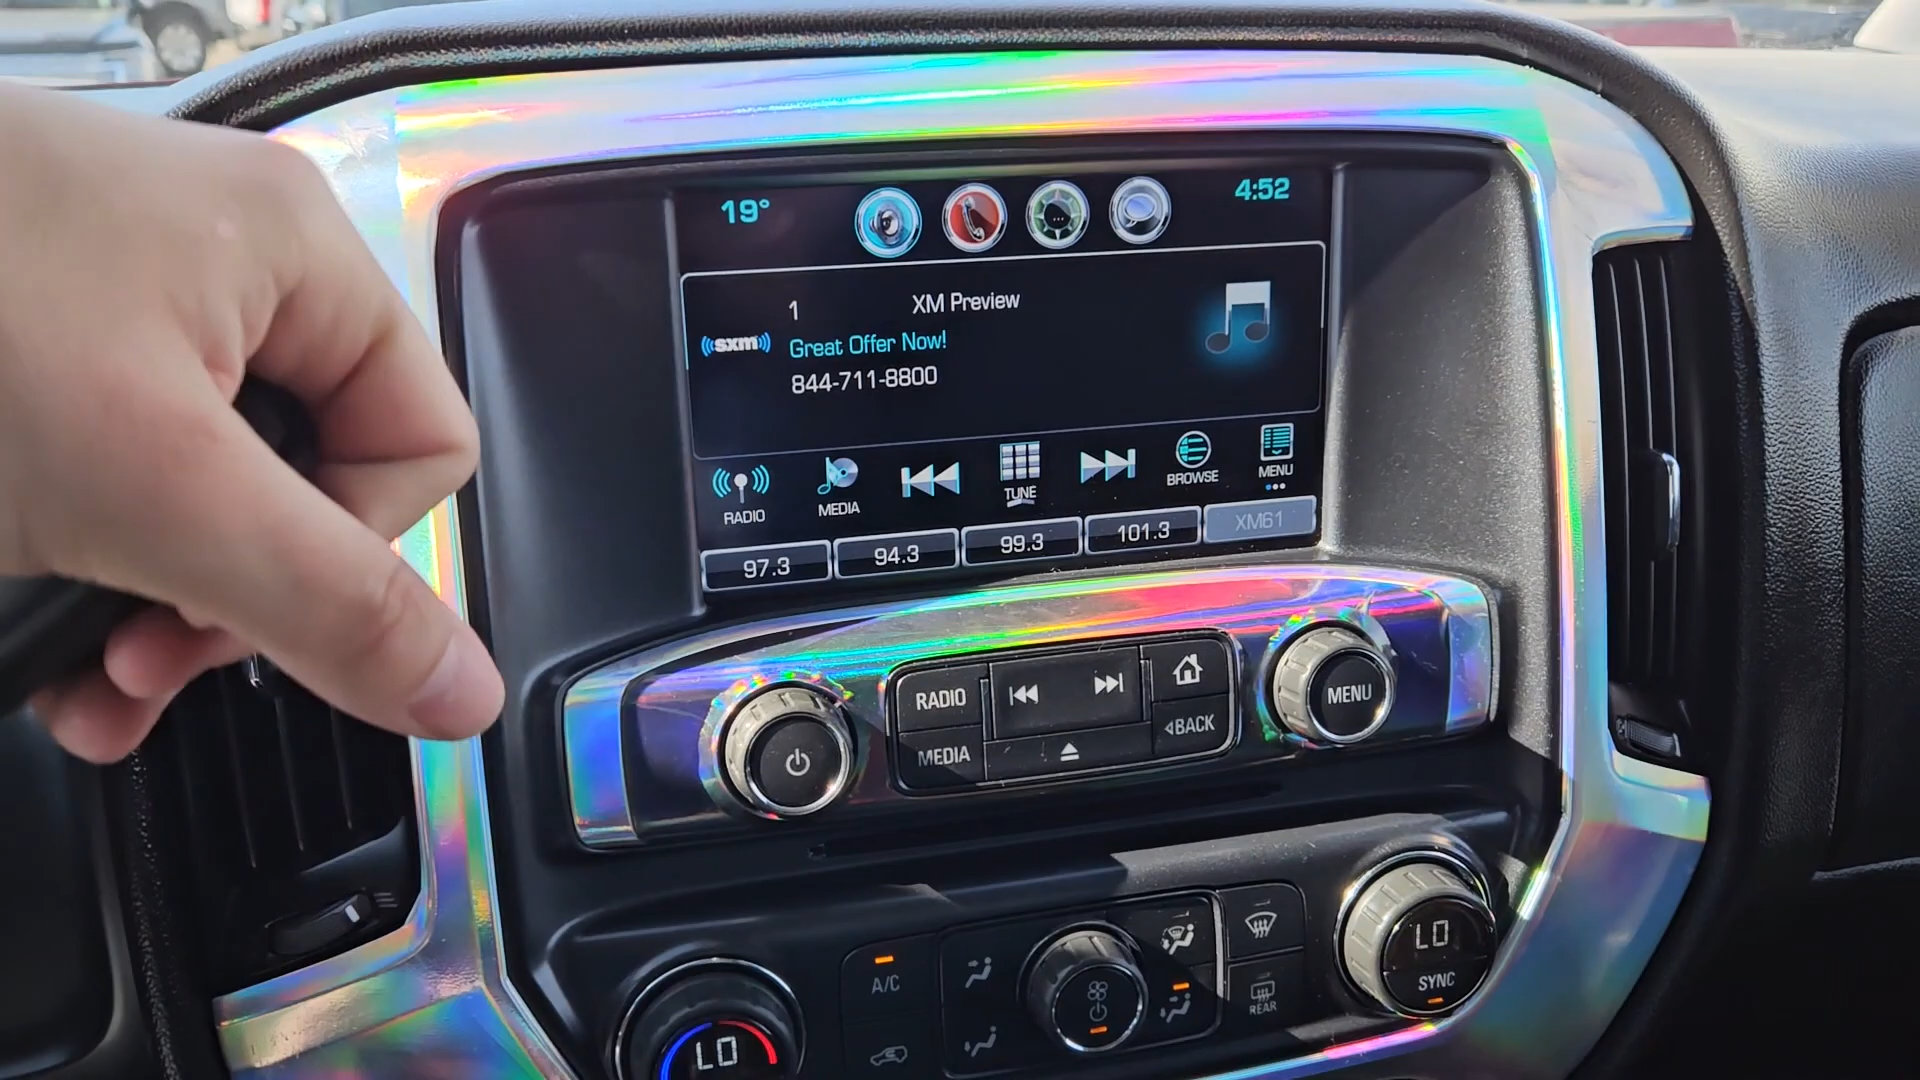 19° 4:52
1 XM Preview
((sxm)) Great Offer Now!
844-711-8800
RADIO MEDIA TUNE BROWSE MENU
97.3 94.3 99.3 101.3 XM61
RADIO
MENU
BACK
MEDIA
LO
SYNC
A/C
REAR
LO